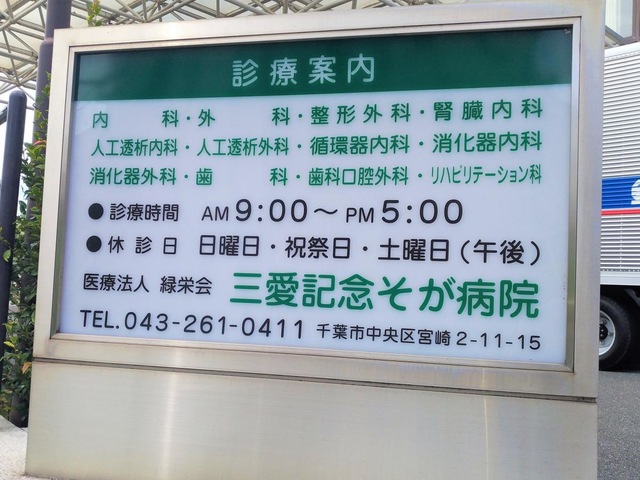 診療案内
内科・外科・整形外科・腎臓内科
人工透析内科・人工透析外科・循環器内科・消化器内科
消化器外科・歯科・歯科口腔外科・リハビリテーション科
●診療時間 AM 9:00〜PM 5:00
●休診日 日曜日・祝祭日・土曜日(午後)
医療法人 緑栄会 三愛記念そが病院
TEL.043-261-0411 千葉市中央区宮崎2-11-15